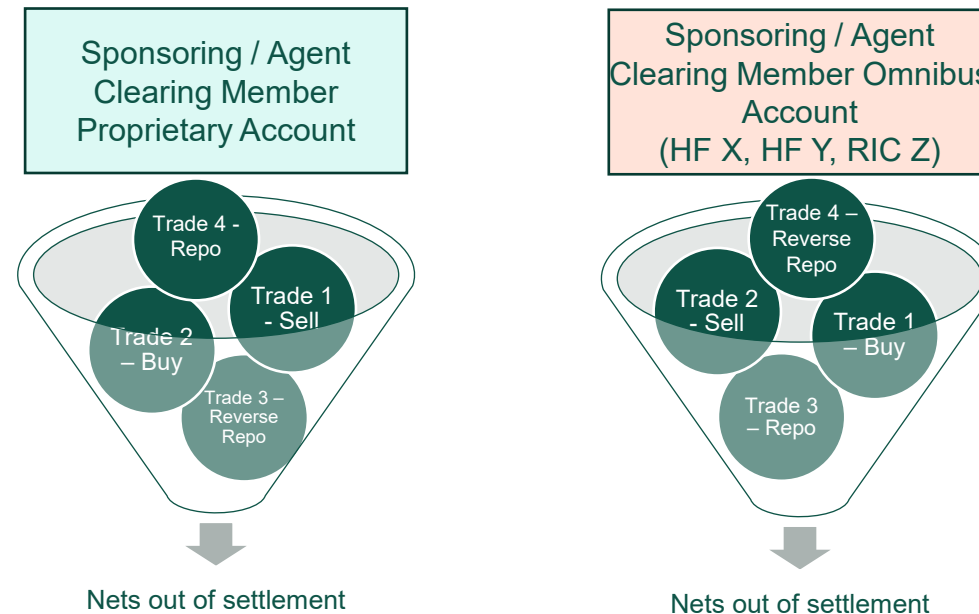 Sponsoring / Agent
Clearing Member
Proprietary Account
Trade 4 -
Repo
Trade 1
- Sell
Trade 2
– Buy
Trade 3 –
Reverse
Repo
Nets out of settlement
Sponsoring / Agent
Clearing Member Omnibus
Account
(HF X, HF Y, RIC Z)
Trade 4 –
Reverse
Repo
Trade 2
- Sell
Trade 1
– Buy
Trade 3
– Repo
Nets out of settlement